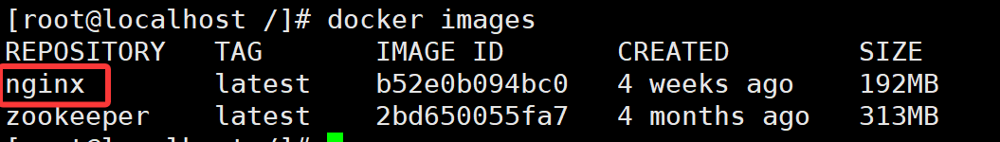 [root@localhost /]# docker images
REPOSITORY TAG IMAGE ID CREATED SIZE
nginx latest b52e0b094bc0 4 weeks ago 192MB
zookeeper latest 2bd650055fa7 4 months ago 313MB
[root@localhost /]#